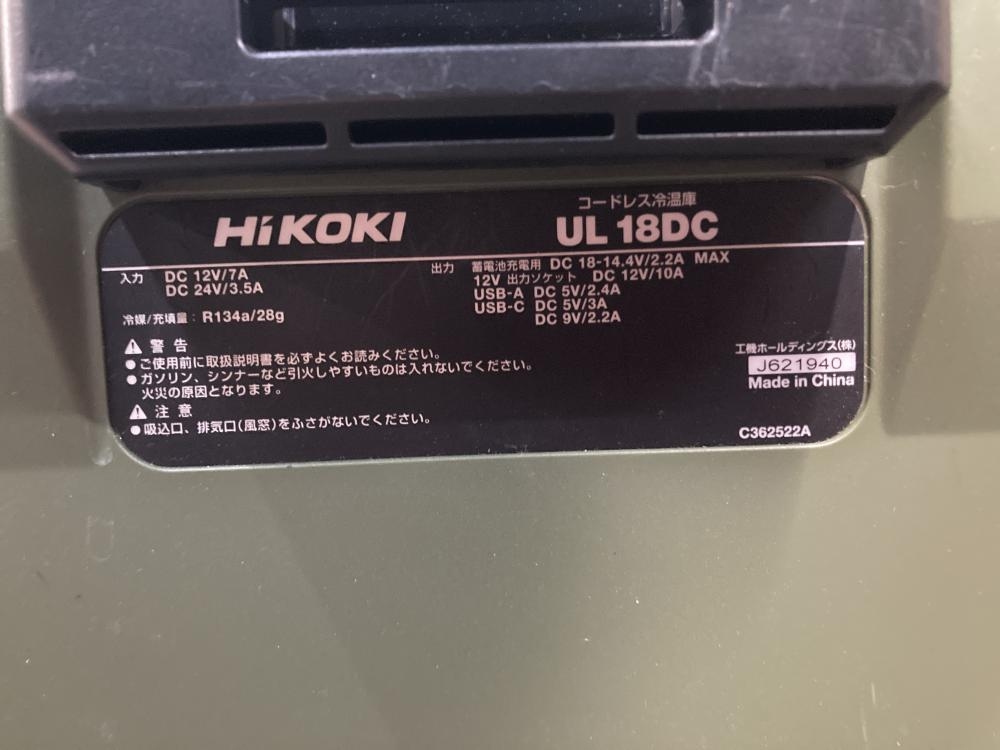 HiKOKI
コードレス冷温庫
UL 18DC
入力 DC 12V/7A
DC 24V/3.5A
冷媒/充填量: R134a/28g
出力 蓄電池充電用 DC 18-14.4V/2.2A MAX
12V 出力ソケット DC 12V/10A
USB-A DC 5V/2.4A
USB-C DC 5V/3A
DC 9V/2.2A
警告
●ご使用前に取扱説明書を必ずよくお読みください。
●ガソリン、シンナーなど引火しやすいものは入れないでください。
火災の原因となります。
注意
●吸込口、排気口(風窓)をふさがないでください。
工機ホールディングス(株)
J621940
Made in China
C362522A